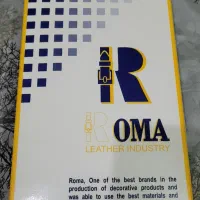 R
ROMA
LEATHER INDUSTRY
Roma, One of the best brands in the
production of decorative products and
was able to use the best materials and